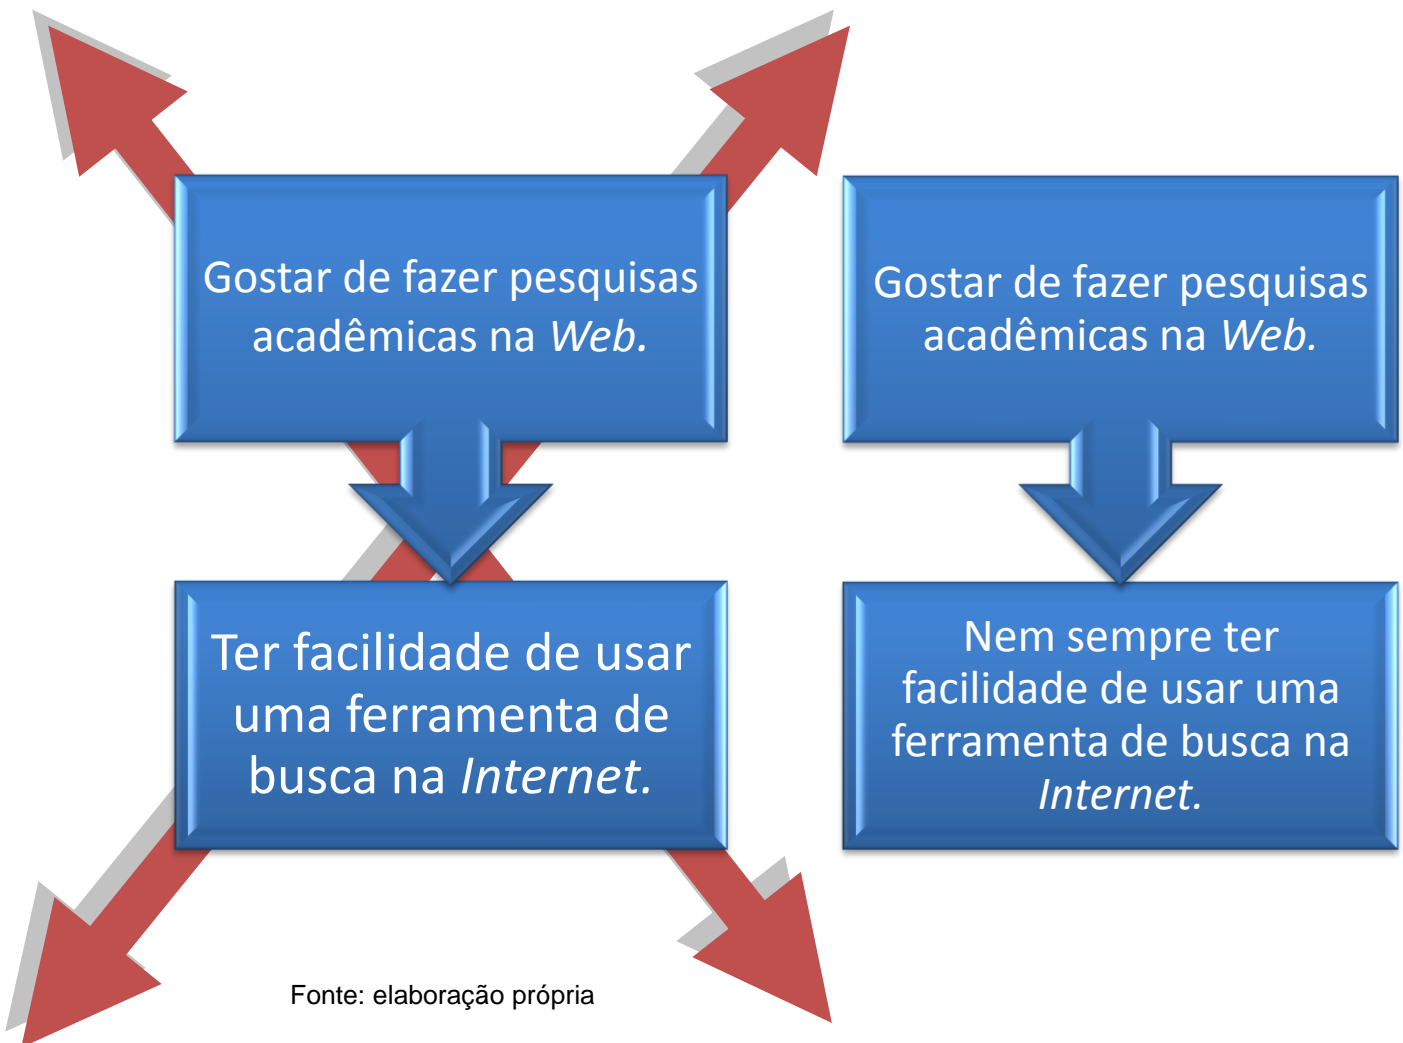 Gostar de fazer pesquisas
acadêmicas na Web.
Ter facilidade de usar
uma ferramenta de
busca na Internet.
Gostar de fazer pesquisas
acadêmicas na Web.
Nem sempre ter
facilidade de usar uma
ferramenta de busca na
Internet.
Fonte: elaboração própria